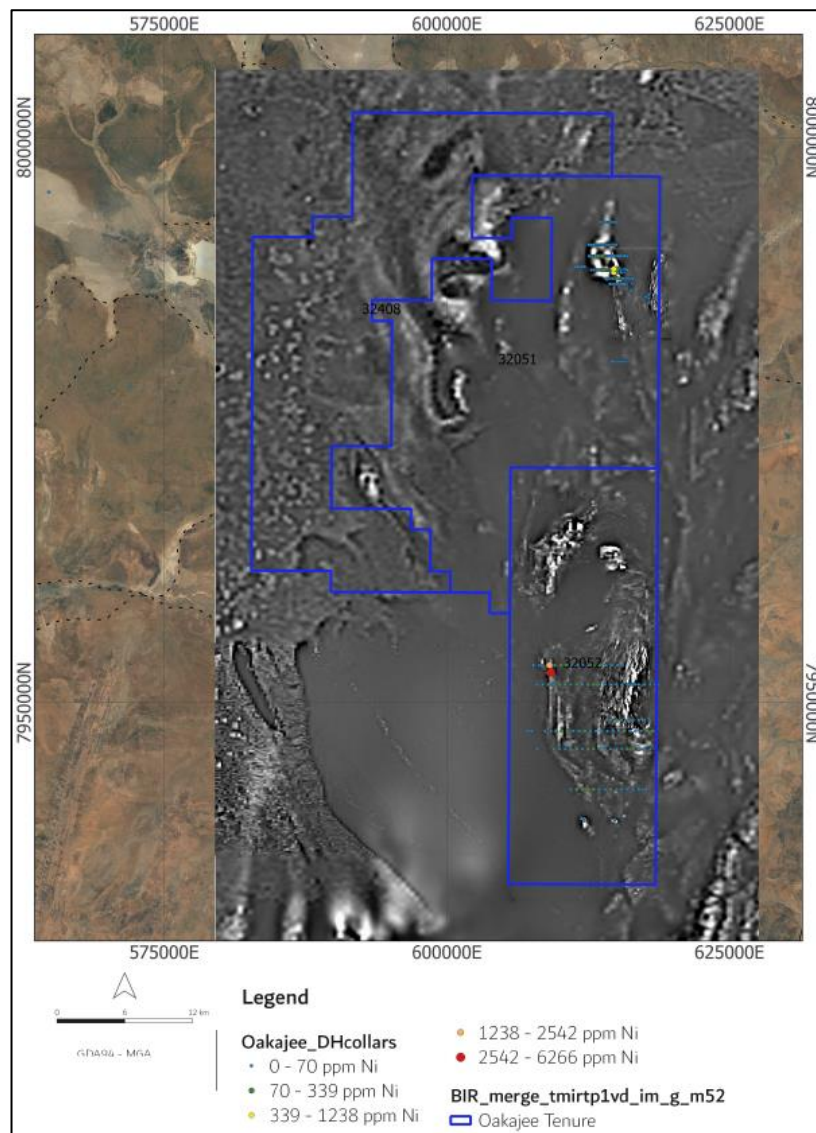 575000E 600000E 625000E
8000000N 8000000N
32408
32051
32052
7950000N 7950000N
575000E 600000E 625000E
Legend
0 6 12 km
GDA94 - MGA
Oakajee_DHcollars
0 - 70 ppm Ni
70 - 339 ppm Ni
339 - 1238 ppm Ni
1238 - 2542 ppm Ni
2542 - 6266 ppm Ni
BIR_merge_tmirtp1vd_im_g_m52
Oakajee Tenure